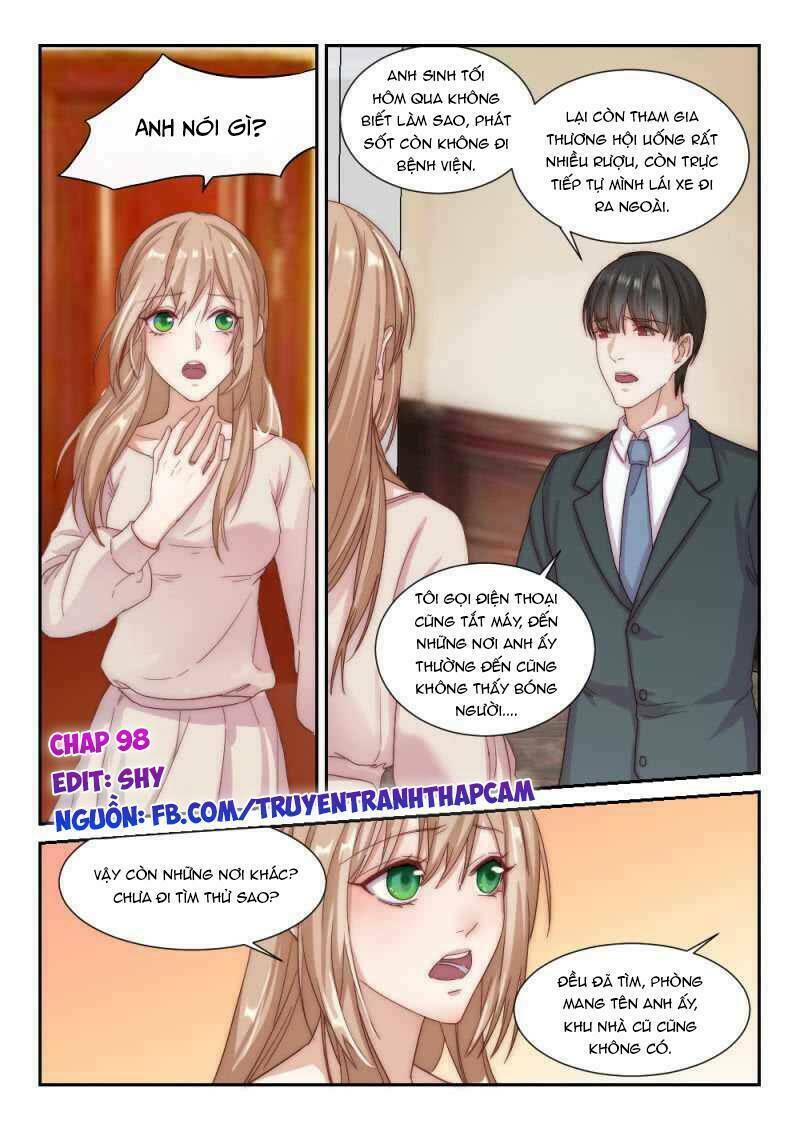 ANH NÓI GÌ?
ANH SINH TỐI
HÔM QUA KHÔNG
BIẾT LÀM SAO, PHÁT
SỐT CÒN KHÔNG ĐI
BỆNH VIỆN.
LẠI CÒN THAM GIA
THƯƠNG HỘI UỐNG RẤT
NHIỀU RƯỢU, CÒN TRỰC
TIẾP TỰ MÌNH LÁI XE ĐI
RA NGOÀI.
TÔI GỌI ĐIỆN THOẠI
CŨNG TẮT MÁY, ĐẾN
NHỮNG NƠI ANH ẤY
THƯỜNG ĐẾN CŨNG
KHÔNG THẤY BÓNG
NGƯỜI....
CHAP 98
EDIT: SHY
NGUỒN: FB.COM/TRUYENTRANHTHAPCAM
VẬY CÒN NHỮNG NƠI KHÁC?
CHƯA ĐI TÌM THỬ SAO?
ĐỀU ĐÃ TÌM, PHÒNG
MANG TÊN ANH ẤY,
KHU NHÀ CŨ CŨNG
KHÔNG CÓ.